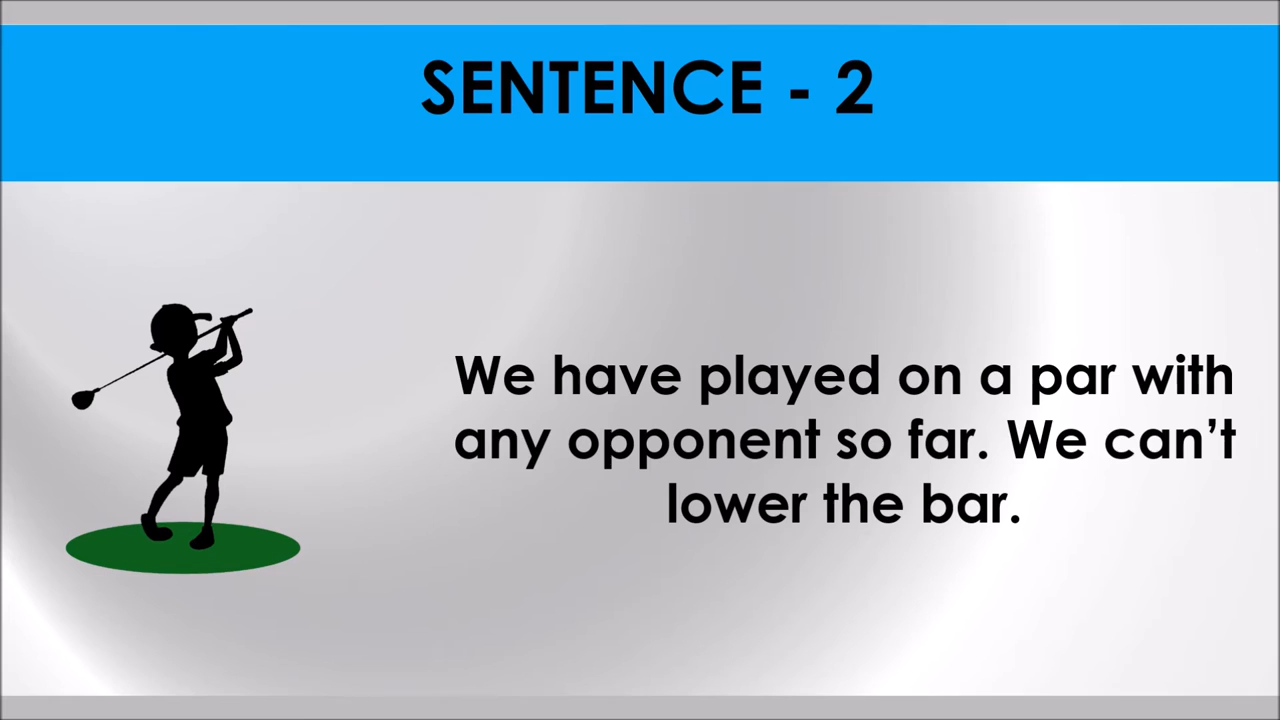 SENTENCE - 2
We have played on a par with
any opponent so far. We can’t
lower the bar.